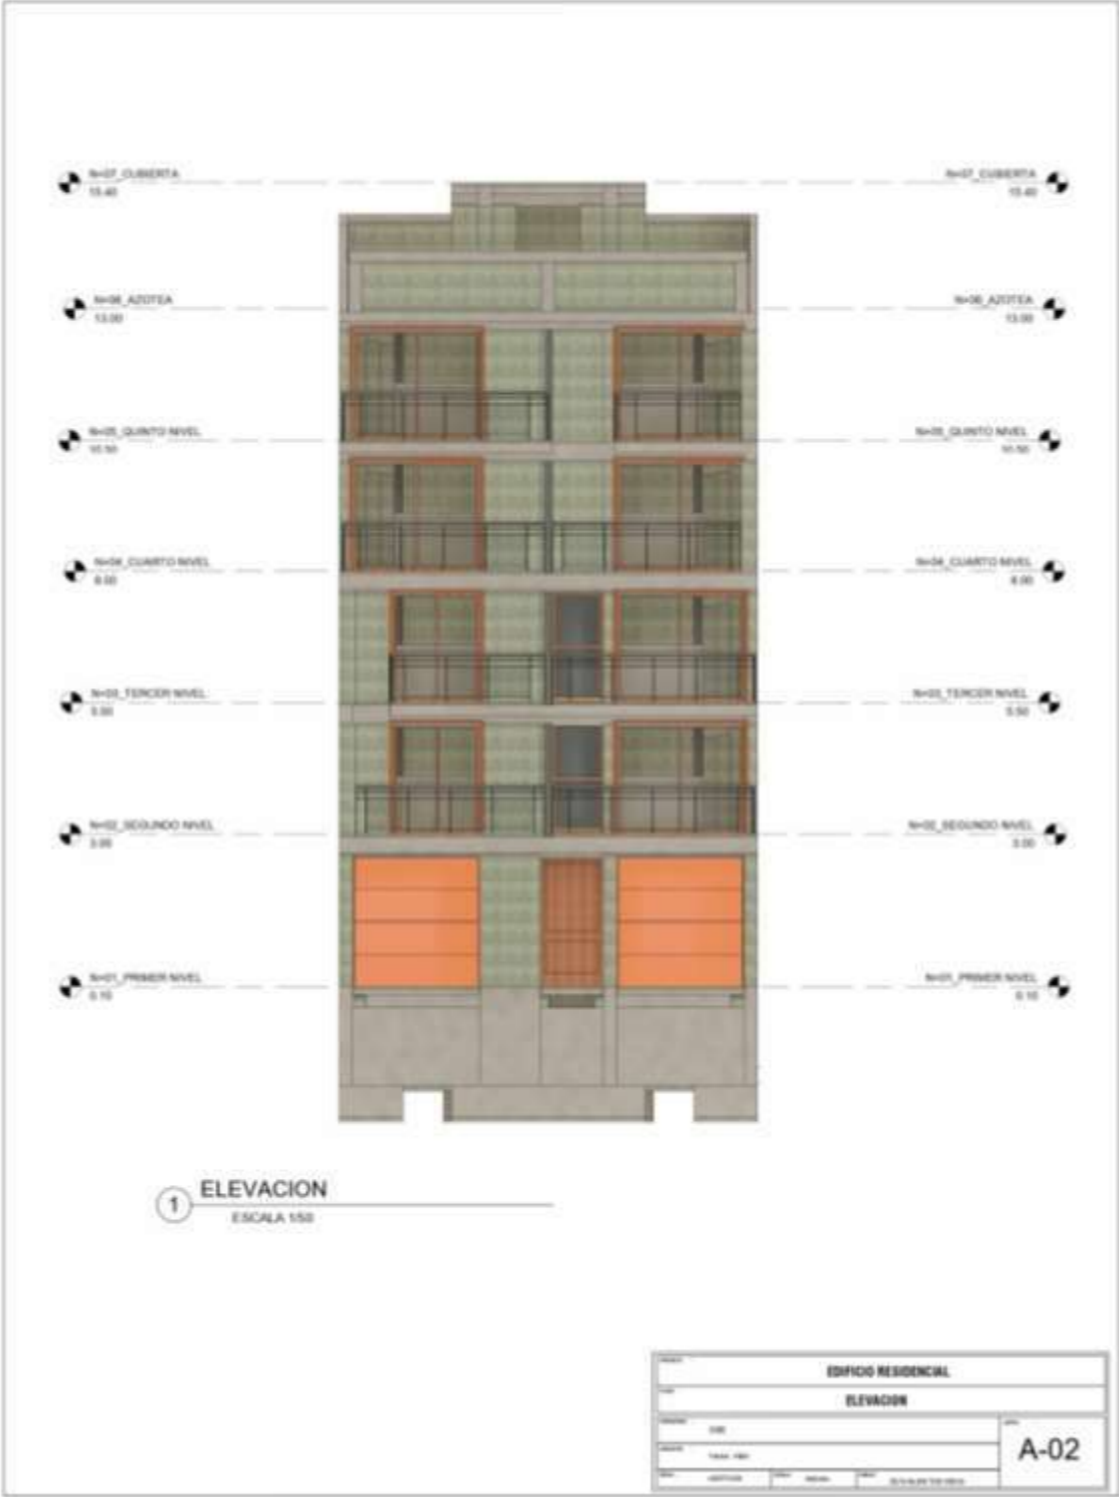 N+07_CUBIERTA
15.40
N+07_CUBIERTA
15.40
N+06_AZOTEA
13.00
N+06_AZOTEA
13.00
N+05_QUINTO NIVEL
10.50
N+05_QUINTO NIVEL
10.50
N+04_CUARTO NIVEL
8.00
N+04_CUARTO NIVEL
8.00
N+03_TERCER NIVEL
5.50
N+03_TERCER NIVEL
5.50
N+02_SEGUNDO NIVEL
3.00
N+02_SEGUNDO NIVEL
3.00
N+01_PRIMER NIVEL
0.10
N+01_PRIMER NIVEL
0.10
1
ELEVACION
ESCALA 1/50
EDIFICIO RESIDENCIAL
ELEVACION
A-02